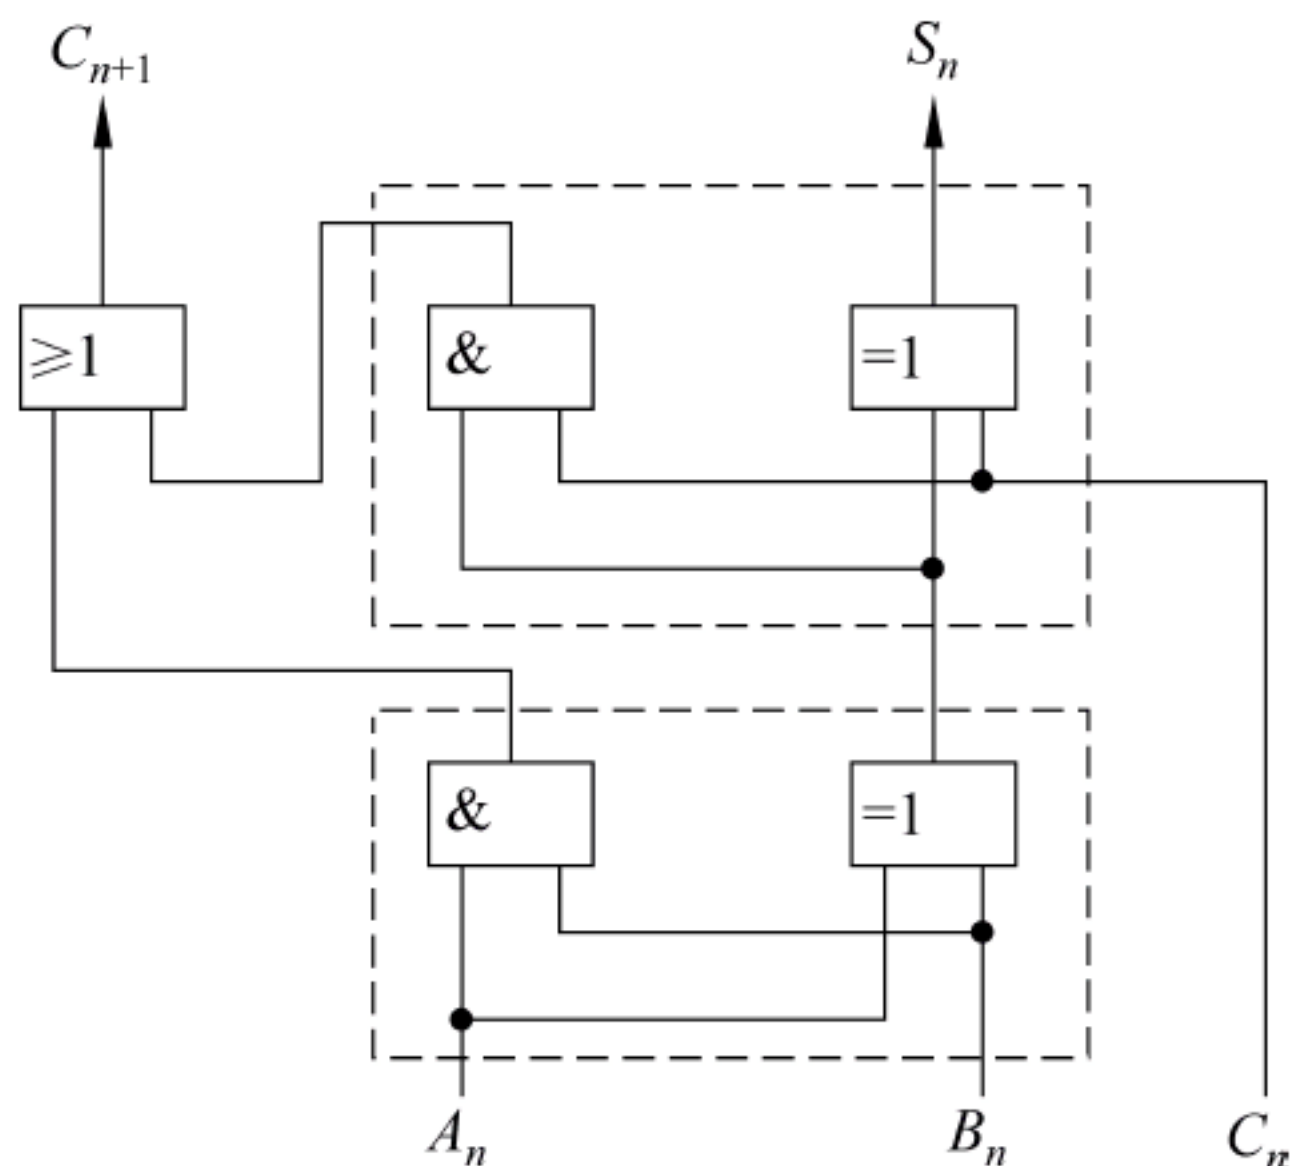 C_{n+1} S_n
≥1 & =1
& =1
A_n B_n C_n